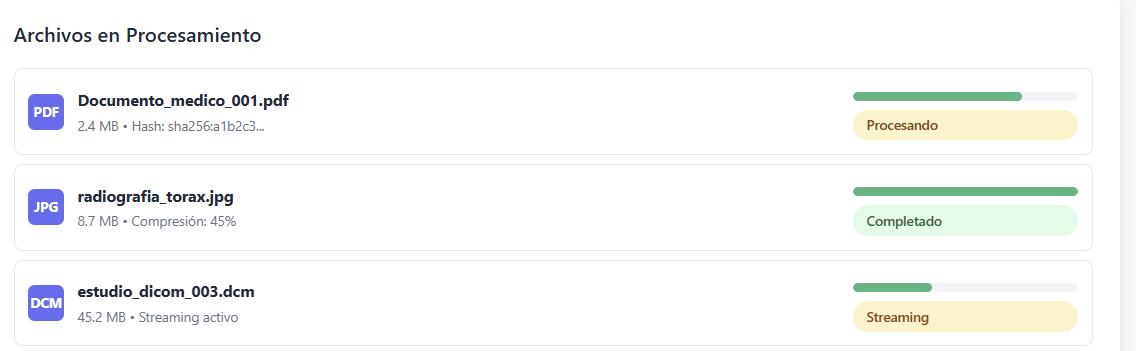 Archivos en Procesamiento
PDF
Documento_medico_001.pdf
2.4 MB • Hash: sha256:a1b2c3...
Procesando
JPG
radiografia_torax.jpg
8.7 MB • Compresión: 45%
Completado
DCM
estudio_dicom_003.dcm
45.2 MB • Streaming activo
Streaming